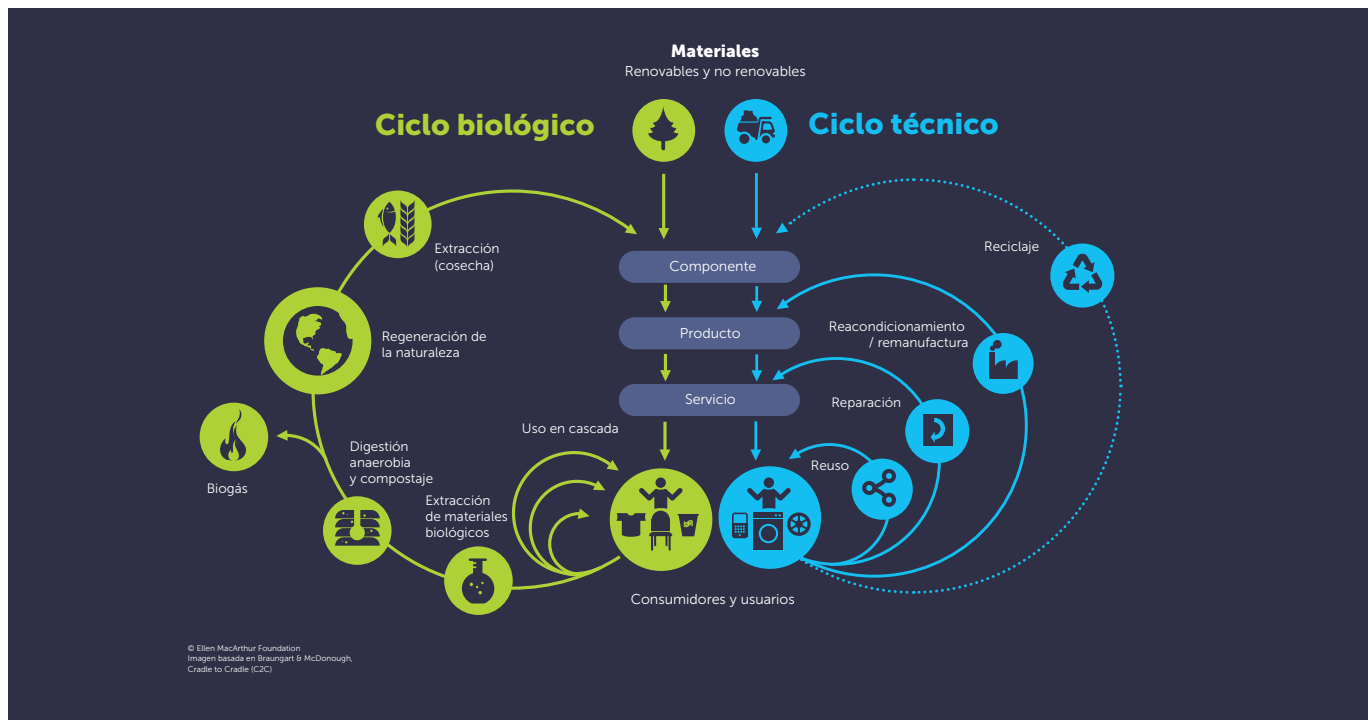 Materiales
Renovables y no renovables
Ciclo biológico
Ciclo técnico
Extracción
(cosecha)
Reciclaje
Componente
Regeneración de
la naturaleza
Producto
Reacondicionamiento
/ remanufactura
Servicio
Reparación
Uso en cascada
Digestión
anaerobia
y compostaje
Reuso
Biogás
Extracción
de materiales
biológicos
Consumidores y usuarios
© Ellen MacArthur Foundation
Imagen basada en Braungart & McDonough,
Cradle to Cradle (C2C)